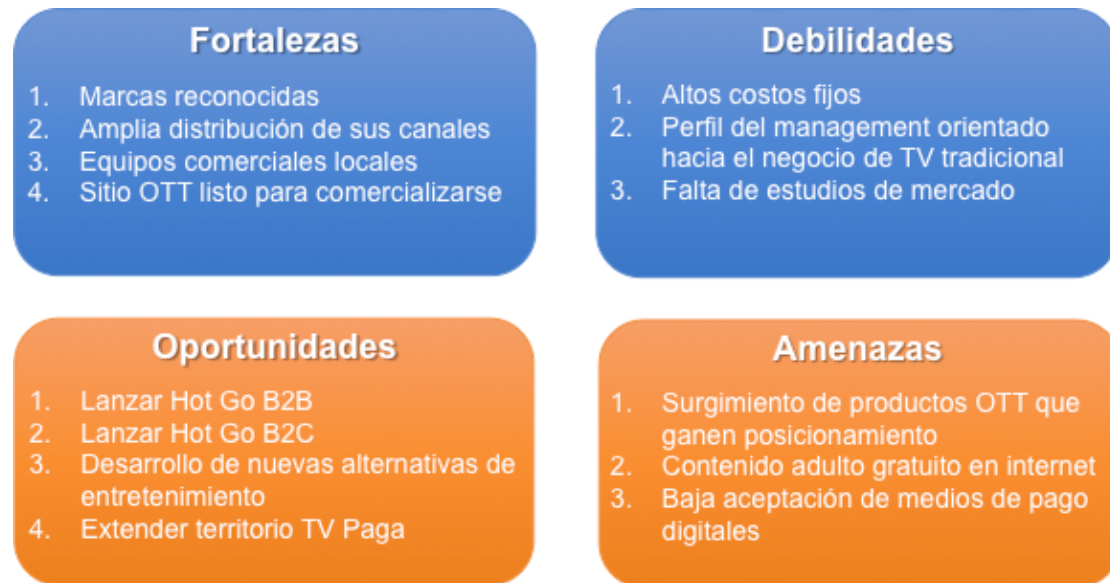 Fortalezas
1. Marcas reconocidas
2. Amplia distribución de sus canales
3. Equipos comerciales locales
4. Sitio OTT listo para comercializarse
Debilidades
1. Altos costos fijos
2. Perfil del management orientado
hacia el negocio de TV tradicional
3. Falta de estudios de mercado
Oportunidades
1. Lanzar Hot Go B2B
2. Lanzar Hot Go B2C
3. Desarrollo de nuevas alternativas de
entretenimiento
4. Extender territorio TV Paga
Amenazas
1. Surgimiento de productos OTT que
ganen posicionamiento
2. Contenido adulto gratuito en internet
3. Baja aceptación de medios de pago
digitales